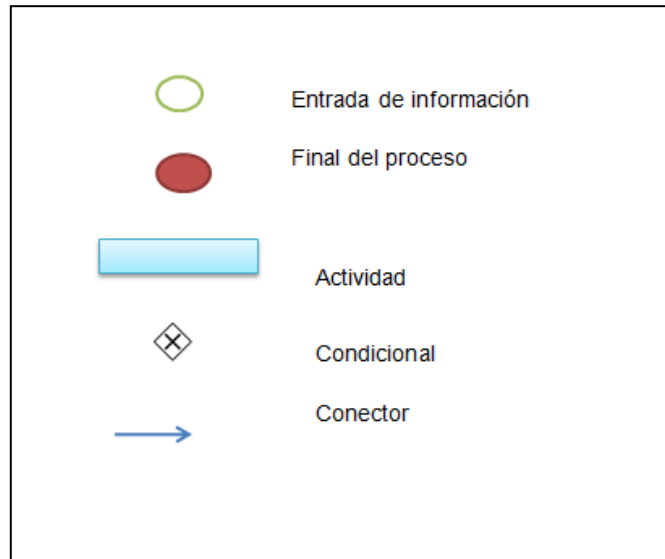 Entrada de información
Final del proceso
Actividad
Condicional
Conector